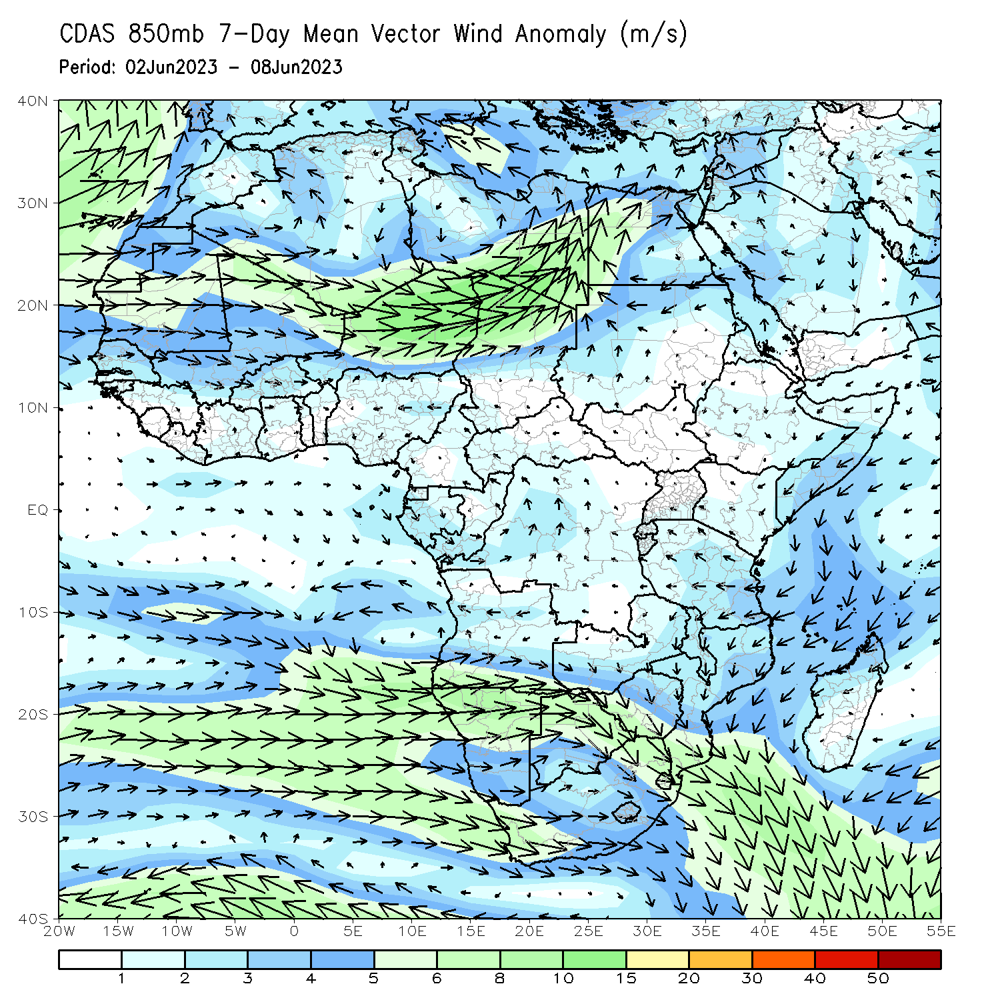 CDAS 850mb 7-Day Mean Vector Wind Anomaly (m/s)
Period: 02Jun2023 - 08Jun2023
40N
30N
20N
10N
EQ
10S
20S
30S
40S
20W 15W 10W 5W 0 5E 10E 15E 20E 25E 30E 35E 40E 45E 50E 55E
1 2 3 4 5 6 8 10 15 20 30 40 50